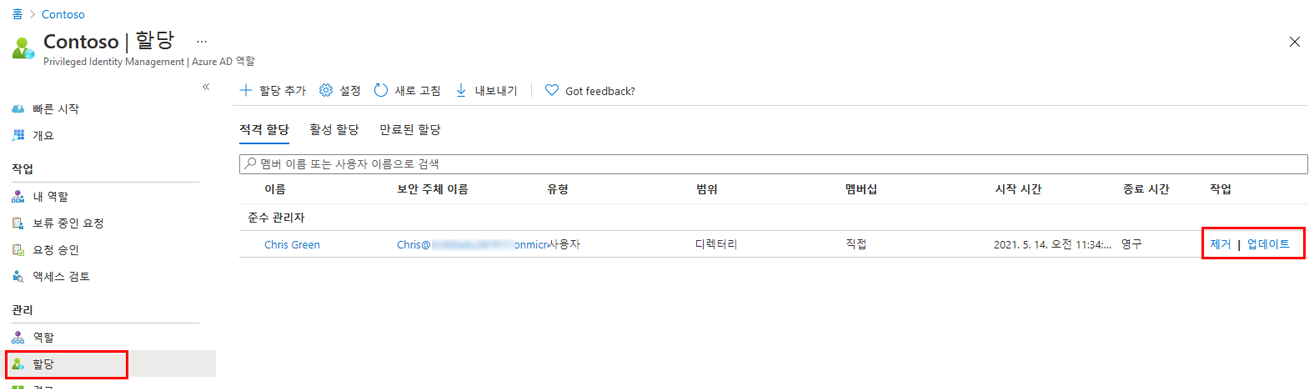 홈 > Contoso
Contoso | 할당 ...
Privileged Identity Management | Azure AD 역할
할당 추가 설정 새로 고침 내보내기 Got feedback?
빠른 시작
개요
작업
내 역할
보류 중인 요청
요청 승인
액세스 검토
관리
역할
할당
적격 할당 활성 할당 만료된 할당
멤버 이름 또는 사용자 이름으로 검색
이름 보안 주체 이름 유형 범위 멤버십 시작 시간 종료 시간 작업
준수 관리자
Chris Green Chris@ onmicr 사용자 디렉터리 직접 2021. 5. 14. 오전 11:34:... 영구 제거 | 업데이트